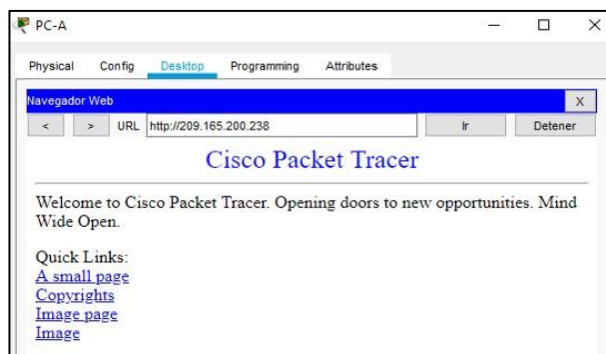 PC-A
Physical Config Desktop Programming Attributes
Navegador Web X
< > URL http://209.165.200.238 Ir Detener
Cisco Packet Tracer
Welcome to Cisco Packet Tracer. Opening doors to new opportunities. Mind
Wide Open.
Quick Links:
A small page
Copyrights
Image page
Image